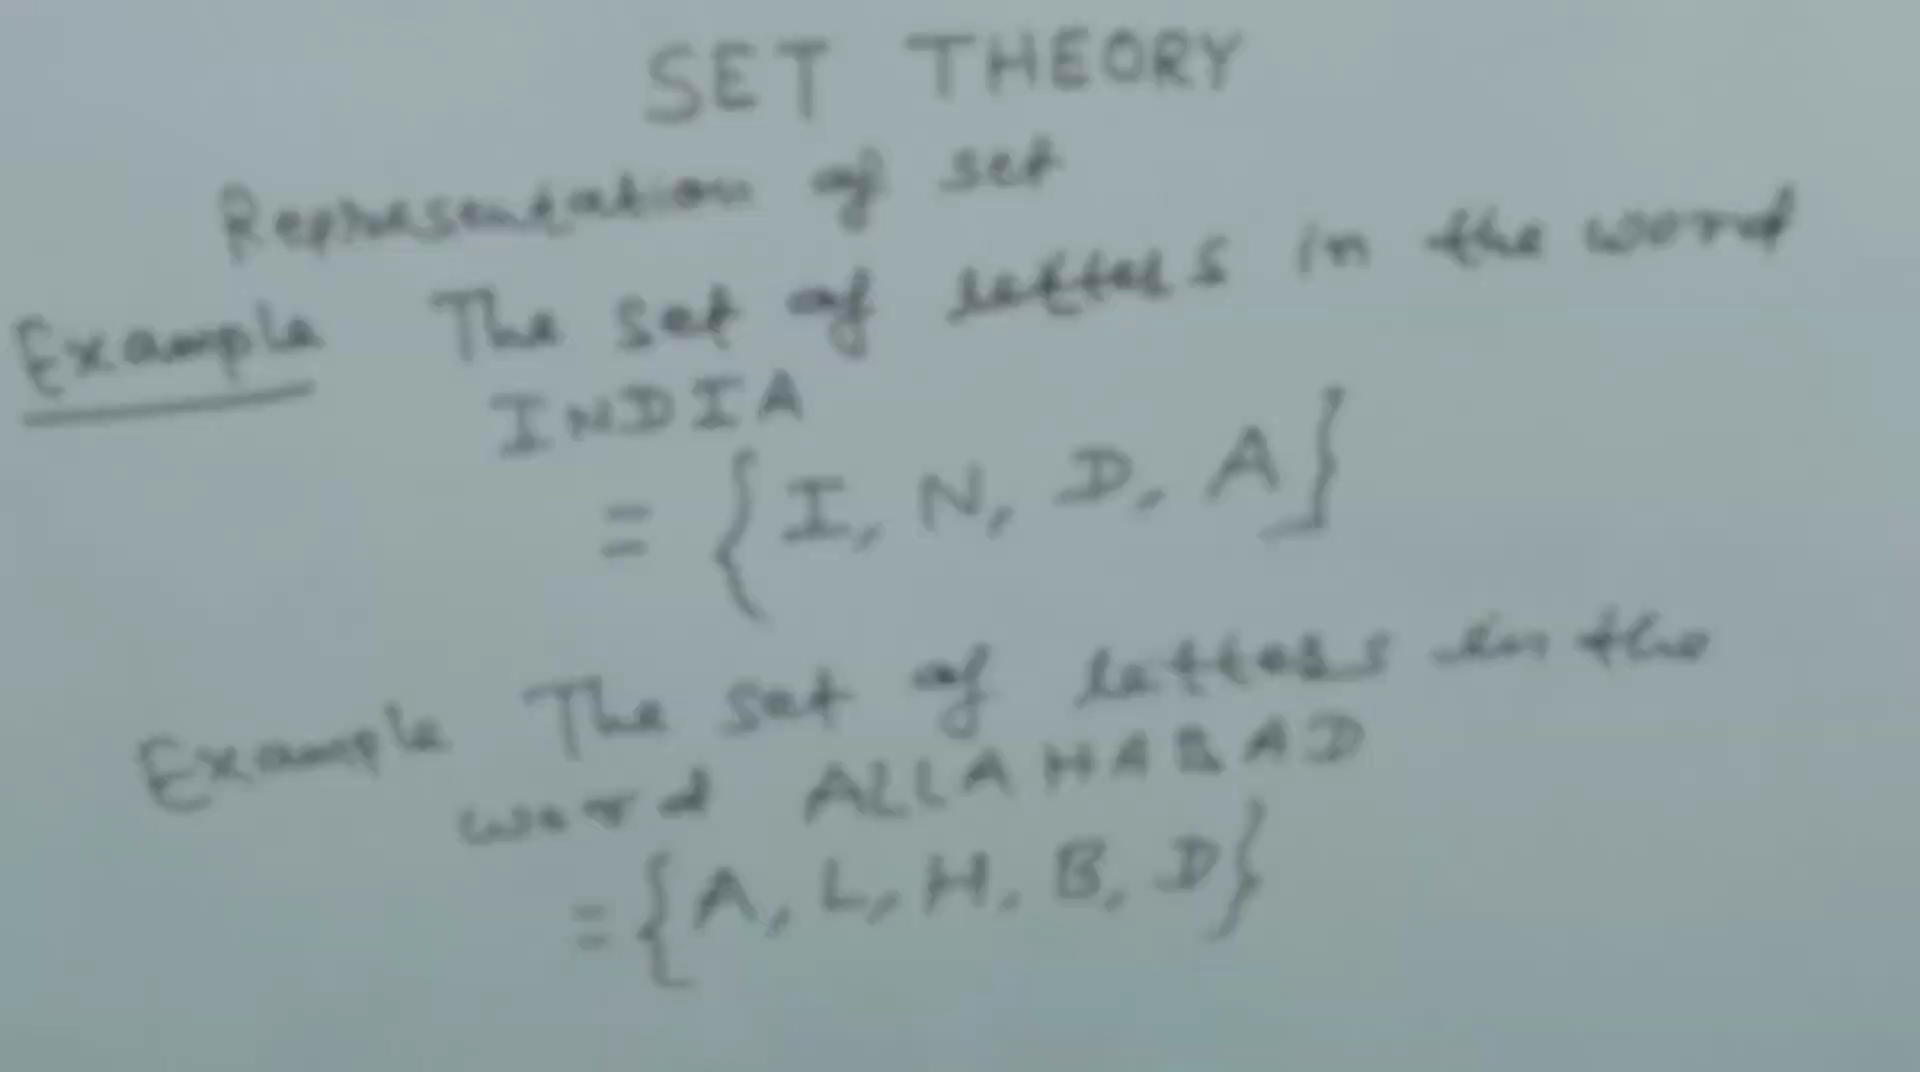 SET THEORY
Representation of set
Example The set of letters in the word
INDIA
= {I, N, D, A}
Example The set of letters in the
word ALLAHABAD
= {A, L, H, B, D}